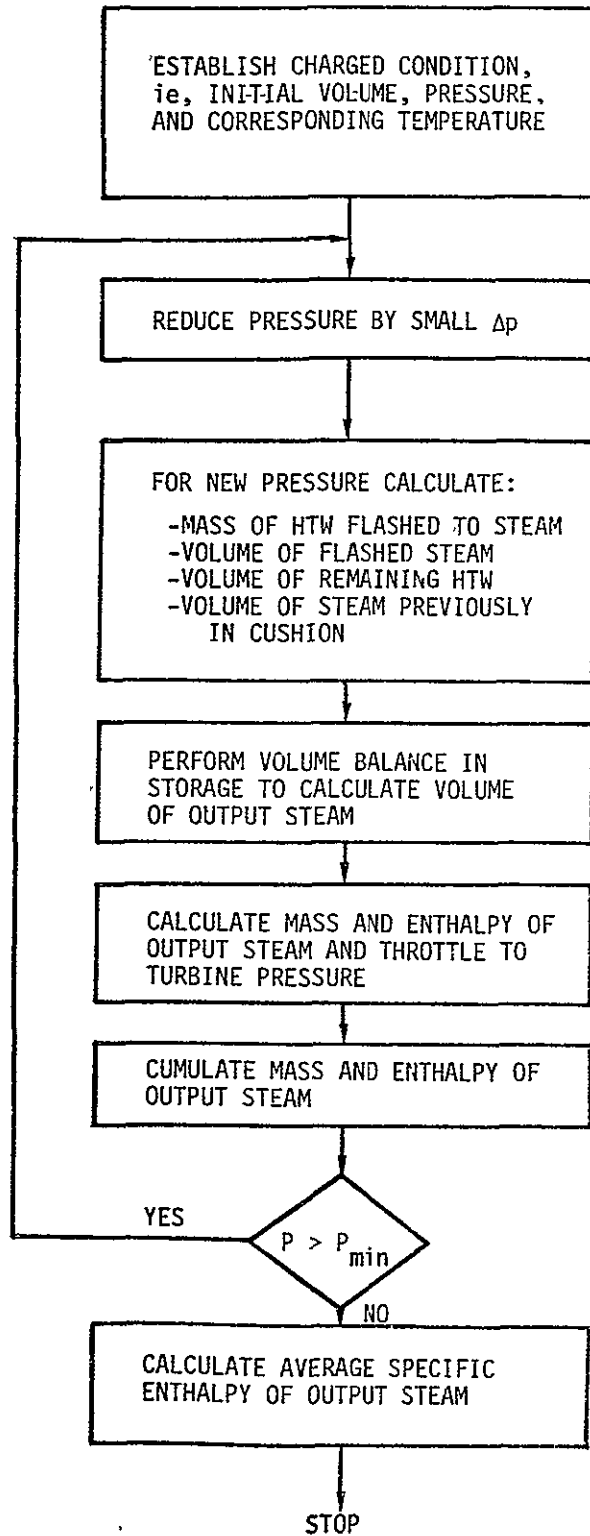 ESTABLISH CHARGED CONDITION,
ie, INITIAL VOLUME, PRESSURE,
AND CORRESPONDING TEMPERATURE
REDUCE PRESSURE BY SMALL Δp
FOR NEW PRESSURE CALCULATE:
-MASS OF HTW FLASHED TO STEAM
-VOLUME OF FLASHED STEAM
-VOLUME OF REMAINING HTW
-VOLUME OF STEAM PREVIOUSLY
IN CUSHION
PERFORM VOLUME BALANCE IN
STORAGE TO CALCULATE VOLUME
OF OUTPUT STEAM
CALCULATE MASS AND ENTHALPY OF
OUTPUT STEAM AND THROTTLE TO
TURBINE PRESSURE
CUMULATE MASS AND ENTHALPY OF
OUTPUT STEAM
YES
P > Pmin
NO
CALCULATE AVERAGE SPECIFIC
ENTHALPY OF OUTPUT STEAM
STOP